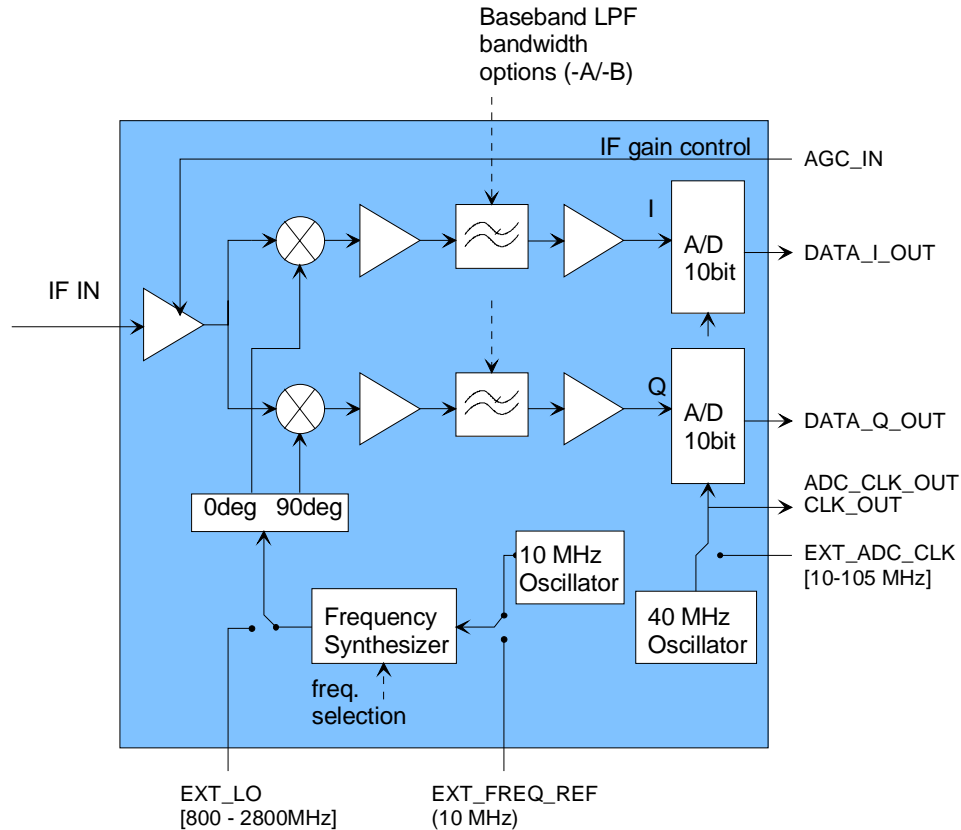 Baseband LPF
bandwidth
options (-A/-B)
IF gain control
AGC_IN
I
A/D
10bit
DATA_I_OUT
IF IN
Q
A/D
10bit
DATA_Q_OUT
0deg 90deg
ADC_CLK_OUT
CLK_OUT
EXT_ADC_CLK
[10-105 MHz]
10 MHz
Oscillator
Frequency
Synthesizer
40 MHz
Oscillator
freq.
selection
EXT_LO
[800 - 2800MHz]
EXT_FREQ_REF
(10 MHz)